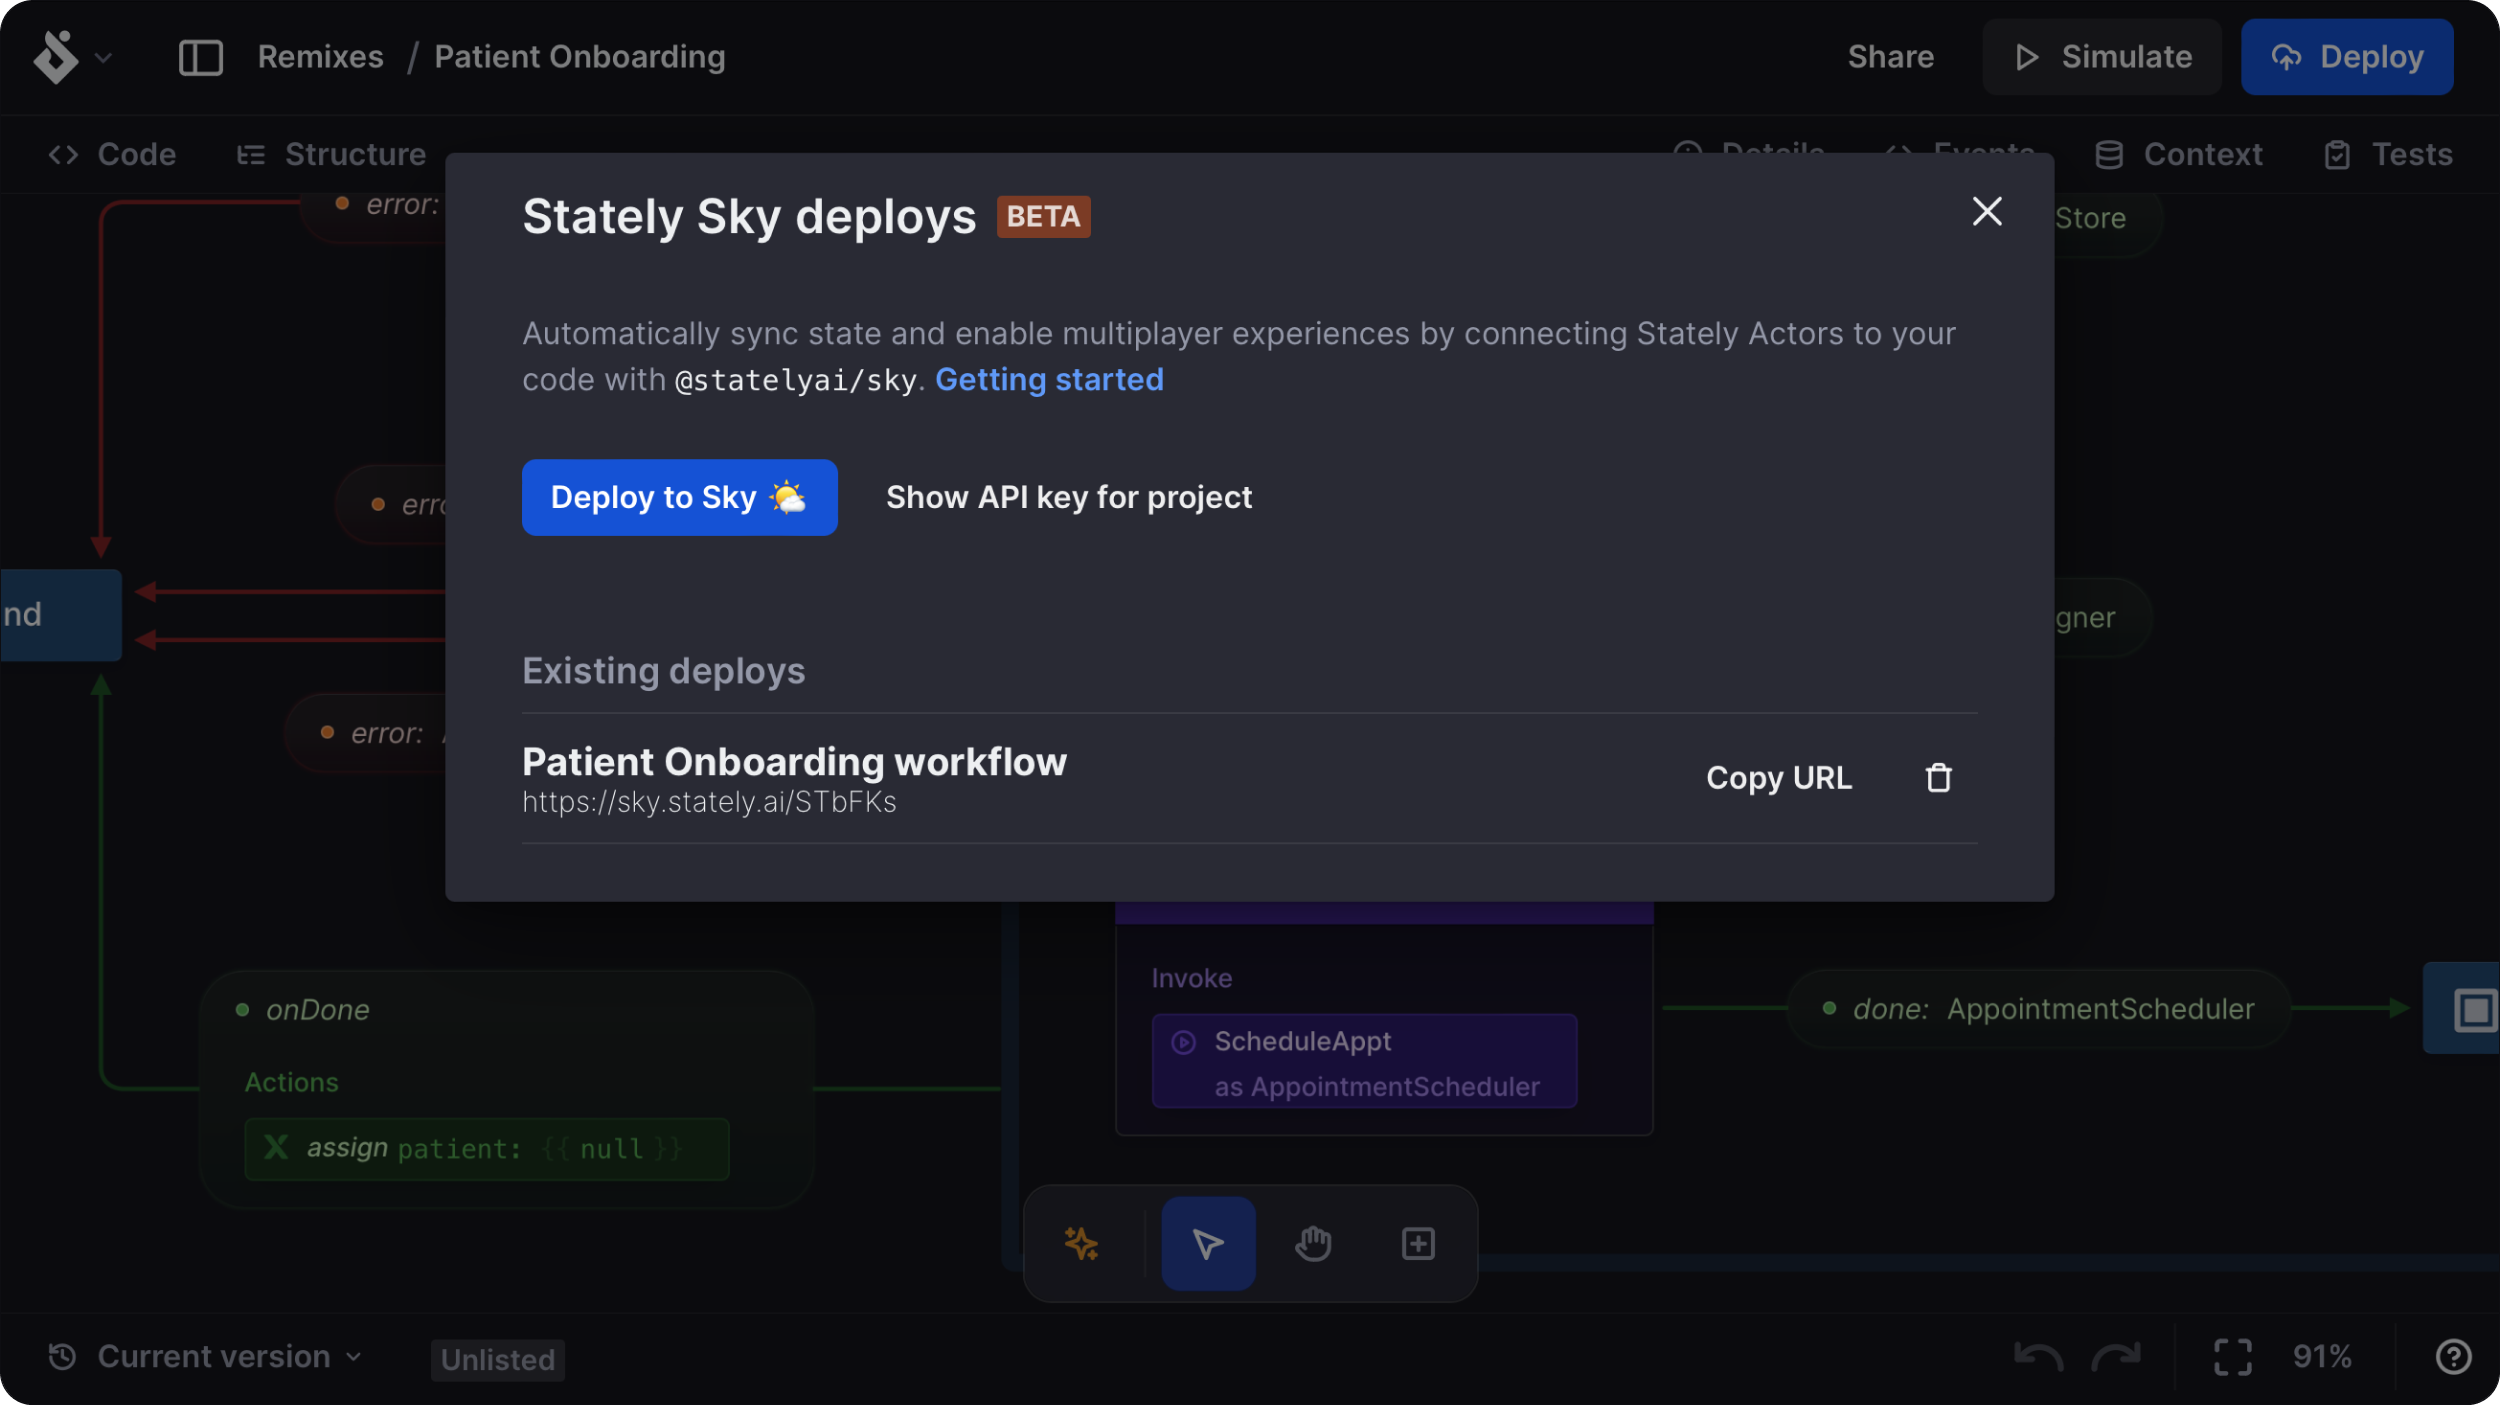 Remixes / Patient Onboarding
Share
Simulate
Deploy
Code
Structure
Details
Events
Context
Tests
error:
Store
Stately Sky deploys BETA
Automatically sync state and enable multiplayer experiences by connecting Stately Actors to your
code with @statelyai/sky. Getting started
Deploy to Sky
Show API key for project
nd
gner
error:
Existing deploys
Patient Onboarding workflow
https://sky.stately.ai/STbFKs
Copy URL
Invoke
ScheduleAppt
as AppointmentScheduler
onDone
Actions
assign patient: {{ null }}
done: AppointmentScheduler
Current version
Unlisted
91%